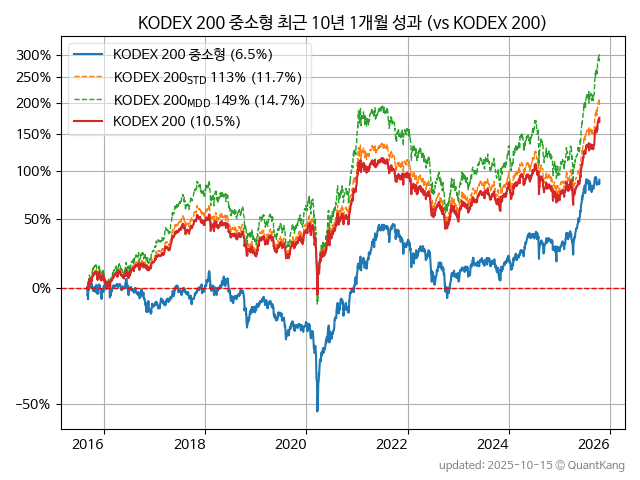 KODEX 200 중소형 최근 10년 1개월 성과 (vs KODEX 200)
KODEX 200 중소형 (6.5%)
KODEX 200STD 113% (11.7%)
KODEX 200MDD 149% (14.7%)
KODEX 200 (10.5%)
300%
250%
200%
150%
100%
50%
0%
−50%
2016 2018 2020 2022 2024 2026
updated: 2025-10-15 © QuantKang